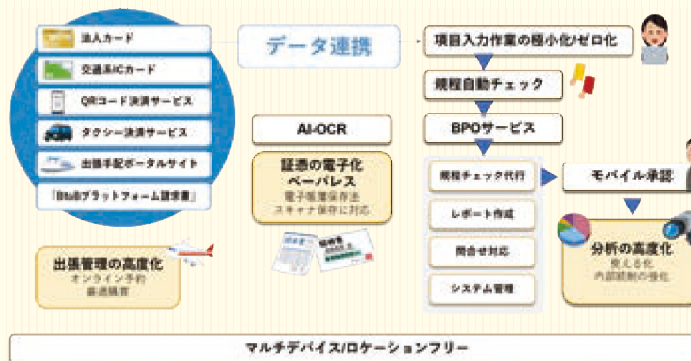 法人カード
交通系ICカード
QRコード決済サービス
タクシー決済サービス
出張手配ポータルサイト
「BtoBプラットフォーム請求書」
出張管理の高度化
オンライン予約
最適購買
データ連携
AI-OCR
証憑の電子化
ペーパレス
電子帳簿保存法
スキャナ保存に対応
項目入力作業の極小化/ゼロ化
規程自動チェック
BPOサービス
規程チェック代行
レポート作成
問合せ対応
システム管理
モバイル承認
分析の高度化
見える化
内部統制の強化
マルチデバイス/ロケーションフリー